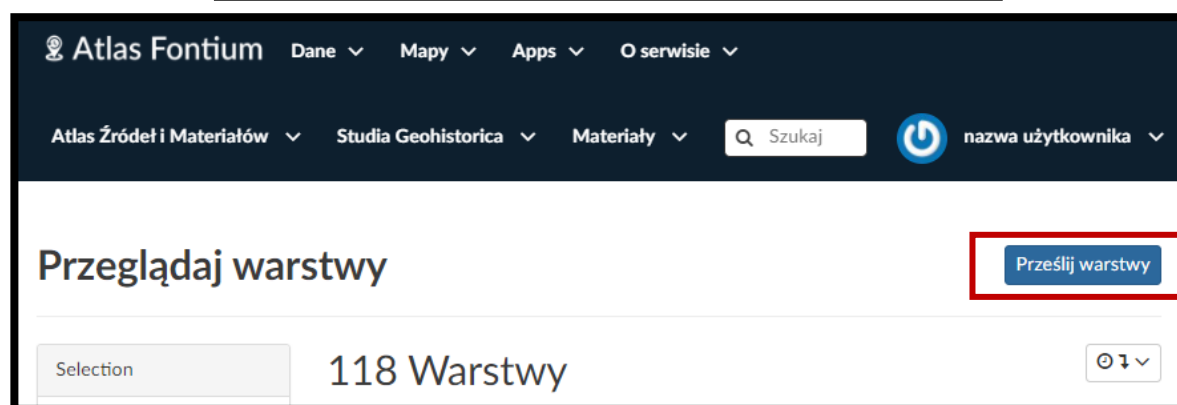 Atlas Fontium Dane Mapy Apps O serwisie
Atlas Źródeł i Materiałów Studia Geohistorica Materiały Szukaj nazwa użytkownika
Przeglądaj warstwy Prześlij warstwy
Selection 118 Warstwy